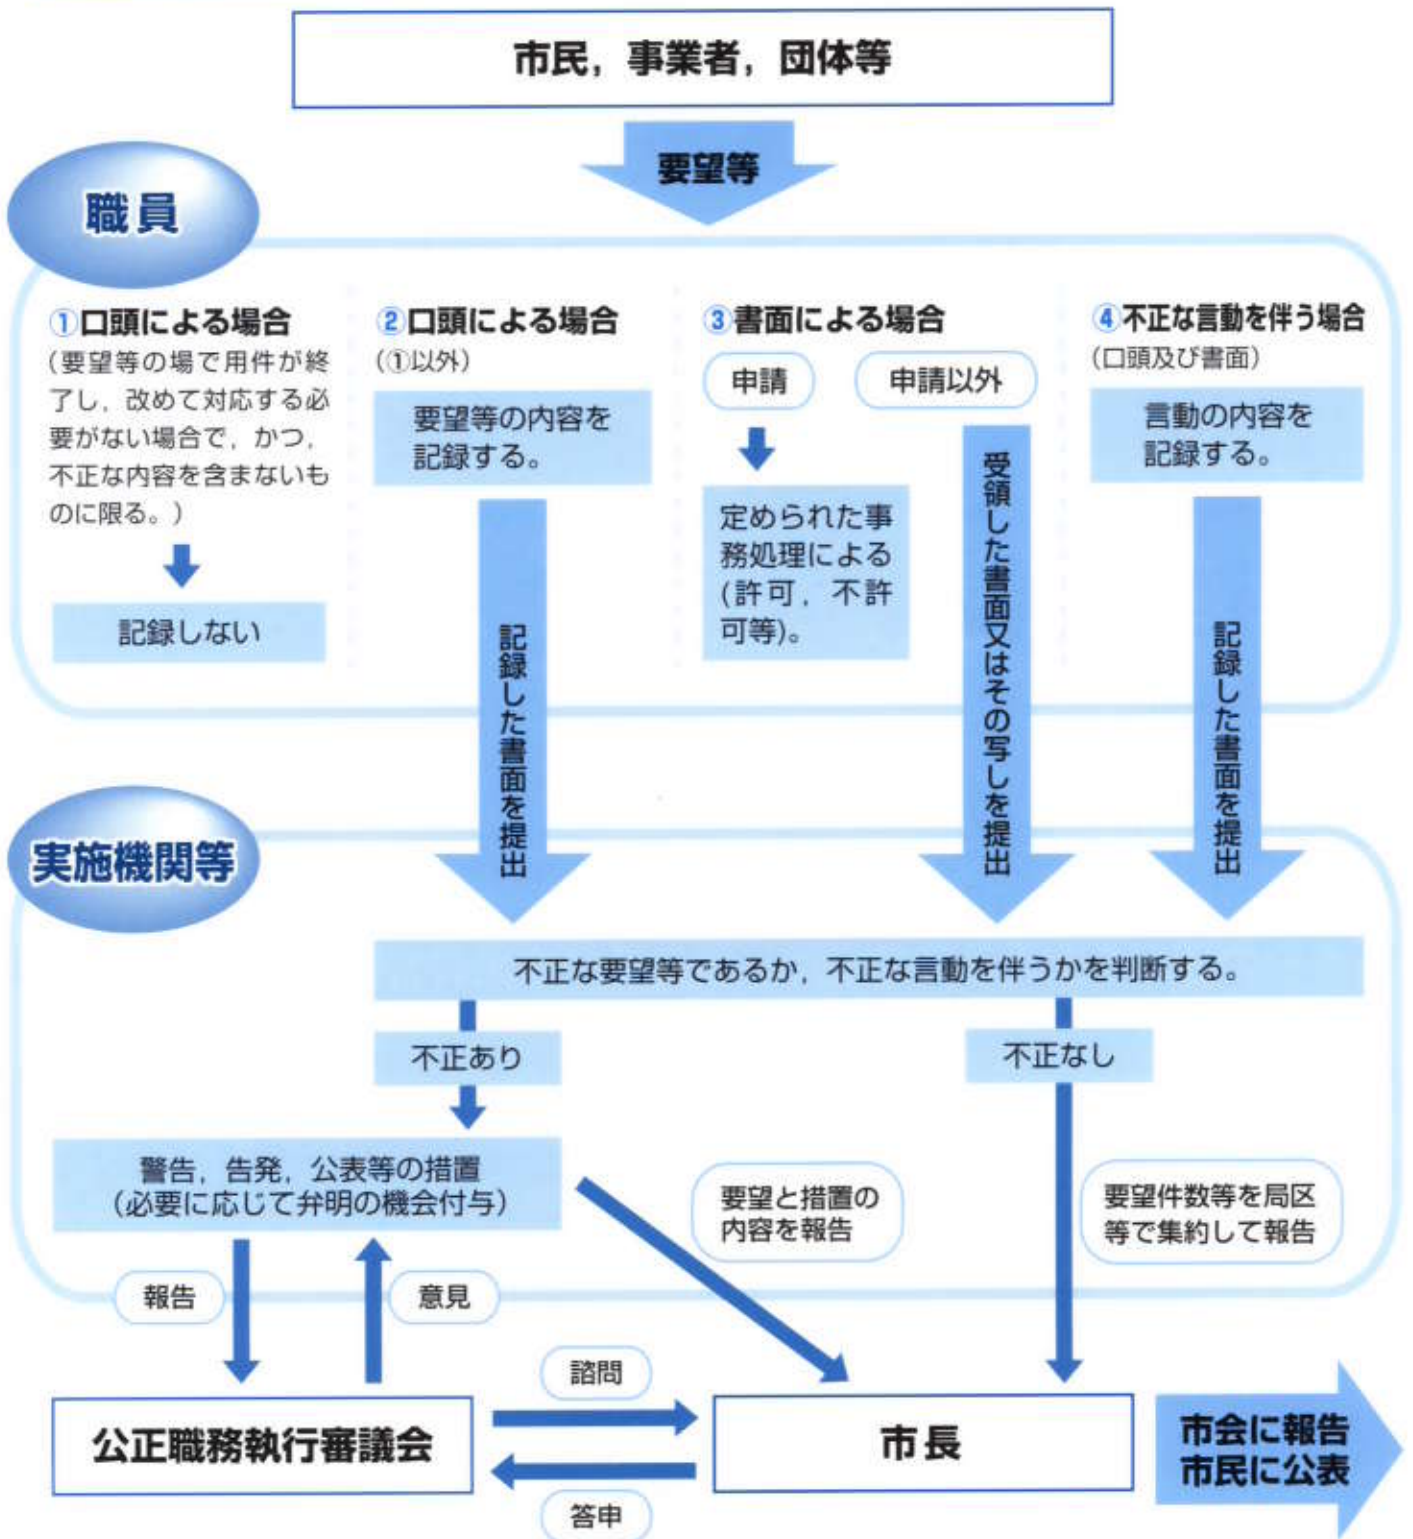 市民，事業者，団体等
要望等
職員
①口頭による場合
（要望等の場で用件が終
了し，改めて対応する必
要がない場合で，かつ，
不正な内容を含まないも
のに限る。）
記録しない
②口頭による場合
（①以外）
要望等の内容を
記録する。
記録した書面を提出
③書面による場合
申請
申請以外
定められた事
務処理による
（許可，不許
可等）。
受領した書面又はその写しを提出
④不正な言動を伴う場合
（口頭及び書面）
言動の内容を
記録する。
記録した書面を提出
実施機関等
不正な要望等であるか，不正な言動を伴うかを判断する。
不正あり
不正なし
警告，告発，公表等の措置
（必要に応じて弁明の機会付与）
要望と措置の
内容を報告
要望件数等を局区
等で集約して報告
報告
意見
諮問
公正職務執行審議会
市長
市会に報告
市民に公表
答申